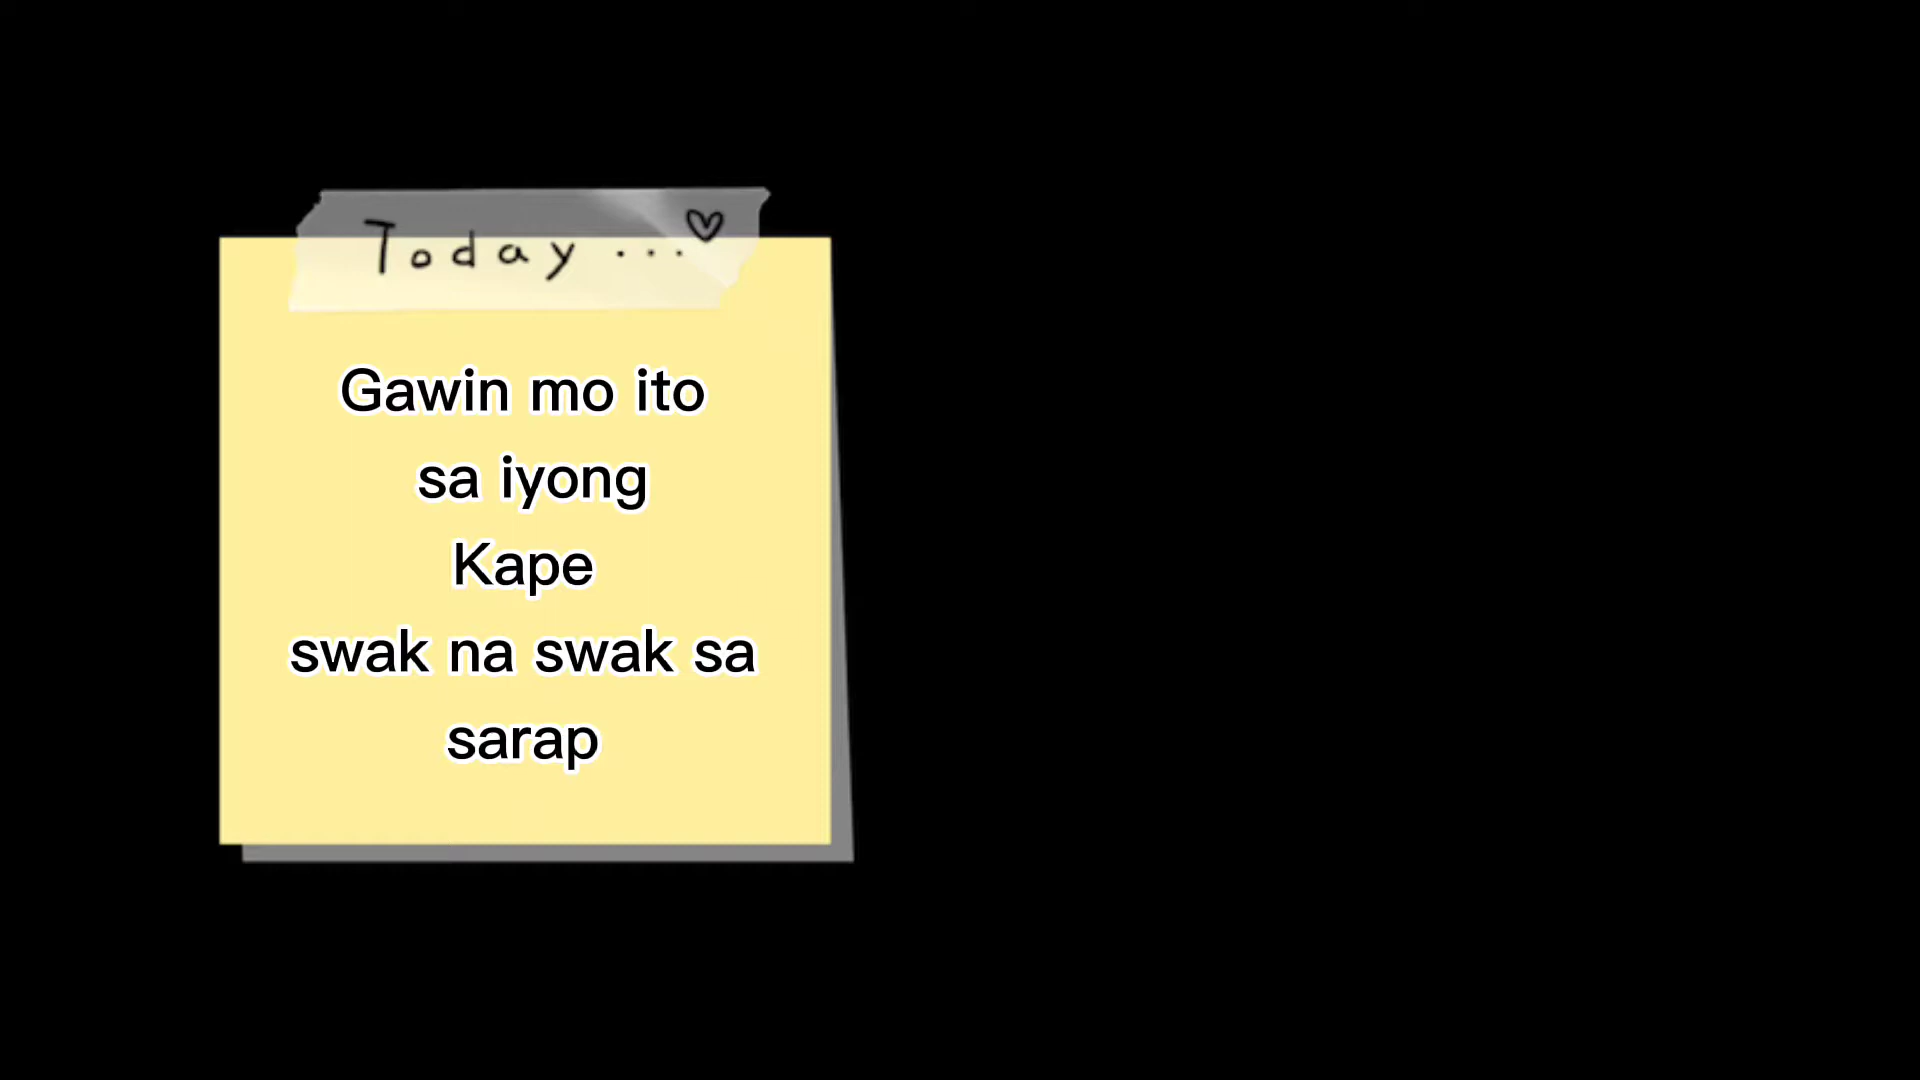 Today...
Gawin mo ito
sa iyong
Kape
swak na swak sa
sarap